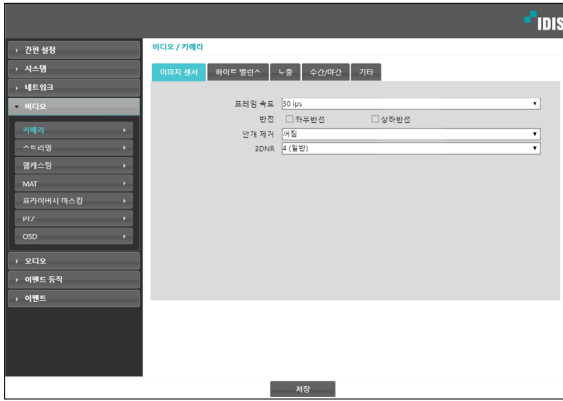 IDIS
간편 설정
시스템
네트워크
비디오
카메라
스트리밍
웹캐스팅
MAT
프라이버시 마스킹
PTZ
OSD
오디오
이벤트 동작
이벤트
비디오 / 카메라
이미지 센서 화이트 밸런스 노출 주간/야간 기타
프레임 속도 30 ips
반전 좌우반전 상하반전
안개 제거 꺼짐
3DNR 4 (일반)
저장